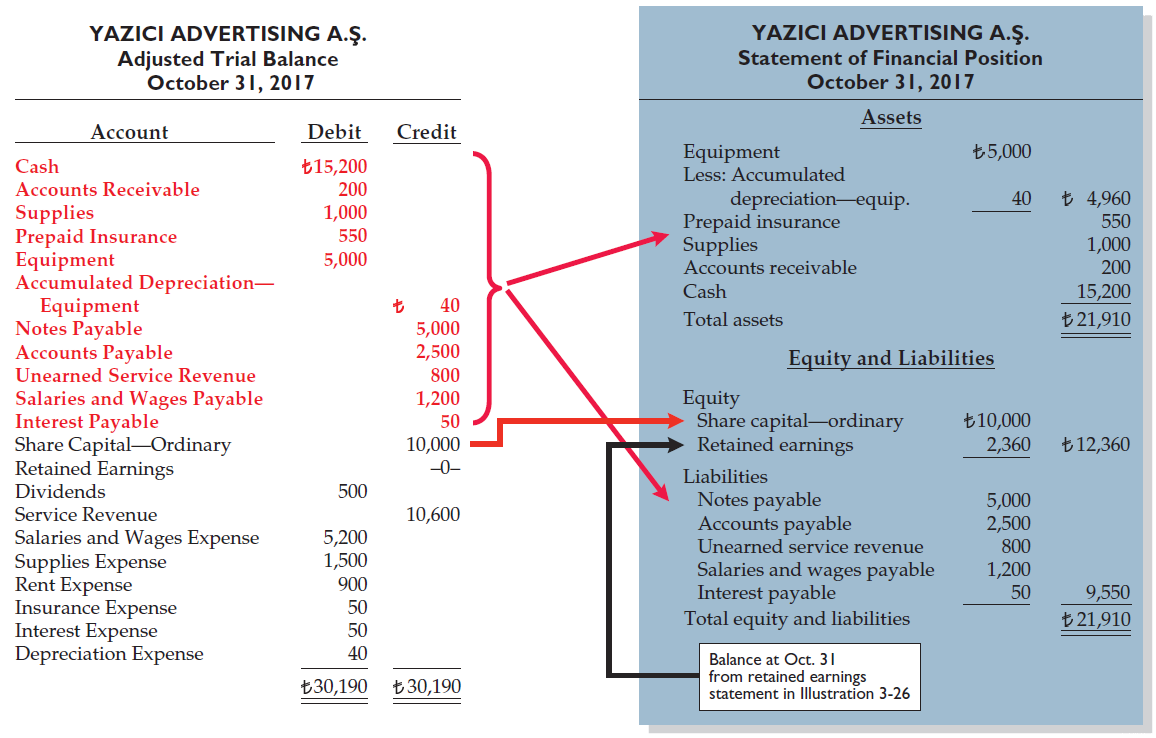 YAZICI ADVERTISING A.Ş.
Adjusted Trial Balance
October 31, 2017
Account Debit Credit
Cash ₺15,200
Accounts Receivable 200
Supplies 1,000
Prepaid Insurance 550
Equipment 5,000
Accumulated Depreciation—
Equipment ₺ 40
Notes Payable 5,000
Accounts Payable 2,500
Unearned Service Revenue 800
Salaries and Wages Payable 1,200
Interest Payable 50
Share Capital—Ordinary 10,000
Retained Earnings –0–
Dividends 500
Service Revenue 10,600
Salaries and Wages Expense 5,200
Supplies Expense 1,500
Rent Expense 900
Insurance Expense 50
Interest Expense 50
Depreciation Expense 40
₺30,190 ₺30,190
YAZICI ADVERTISING A.Ş.
Statement of Financial Position
October 31, 2017
Assets
Equipment ₺5,000
Less: Accumulated
depreciation—equip. 40 ₺ 4,960
Prepaid insurance 550
Supplies 1,000
Accounts receivable 200
Cash 15,200
Total assets ₺21,910
Equity and Liabilities
Equity
Share capital—ordinary ₺10,000
Retained earnings 2,360 ₺12,360
Liabilities
Notes payable 5,000
Accounts payable 2,500
Unearned service revenue 800
Salaries and wages payable 1,200
Interest payable 50 9,550
Total equity and liabilities ₺21,910
Balance at Oct. 31
from retained earnings
statement in Illustration 3-26